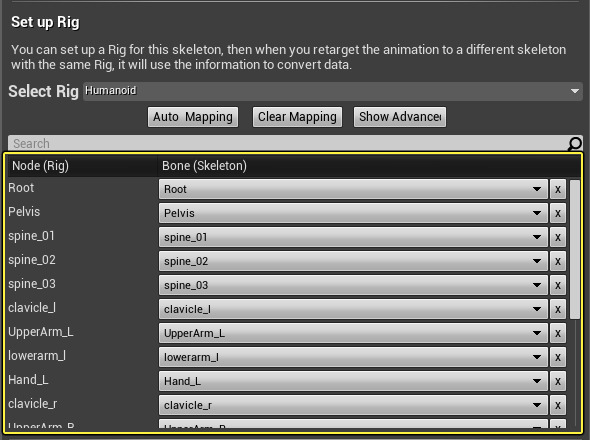 Set up Rig
You can set up a Rig for this skeleton, then when you retarget the animation to a different skeleton
with the same Rig, it will use the information to convert data.
Select Rig Humanoid
Auto Mapping Clear Mapping Show Advanced
Search
Node (Rig) Bone (Skeleton)
Root Root x
Pelvis Pelvis x
spine_01 spine_01 x
spine_02 spine_02 x
spine_03 spine_03 x
clavicle_l clavicle_l x
UpperArm_L UpperArm_L x
lowerarm_l lowerarm_l x
Hand_L Hand_L x
clavicle_r clavicle_r x
UpperArm_R UpperArm_R x